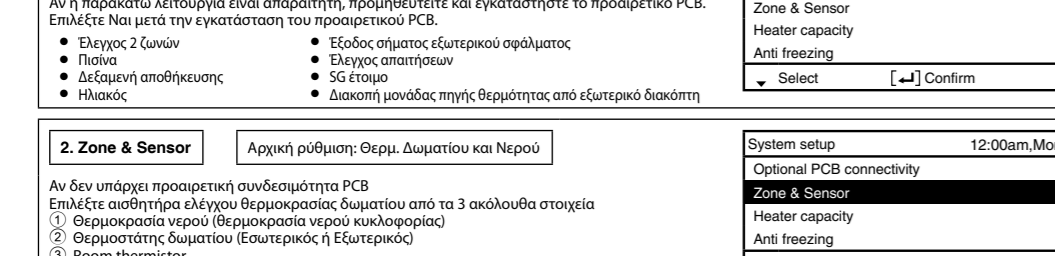 Αν η παρακάτω λειτουργία είναι απαραίτητη, προμηθευτείτε και εγκαταστήστε το προαιρετικό PCB.
Επιλέξτε Ναι μετά την εγκατάσταση του προαιρετικού PCB.
● Έλεγχος 2 ζωνών
● Πισίνα
● Δεξαμενή αποθήκευσης
● Ηλιακός
● Έξοδος σήματος εξωτερικού σφάλματος
● Έλεγχος απαιτήσεων
● SG έτοιμο
● Διακοπή μονάδας πηγής θερμότητας από εξωτερικό διακόπτη
Zone & Sensor
Heater capacity
Anti freezing
Select [↵] Confirm
2. Zone & Sensor
Αρχική ρύθμιση: Θερμ. Δωματίου και Νερού
Αν δεν υπάρχει προαιρετική συνδεσιμότητα PCB
Επιλέξτε αισθητήρα ελέγχου θερμοκρασίας δωματίου από τα 3 ακόλουθα στοιχεία
① Θερμοκρασία νερού (θερμοκρασία νερού κυκλοφορίας)
② Θερμοστάτης δωματίου (Εσωτερικός ή Εξωτερικός)
③ Room thermistor
System setup 12:00am,Mo
Optional PCB connectivity
Zone & Sensor
Heater capacity
Anti freezing